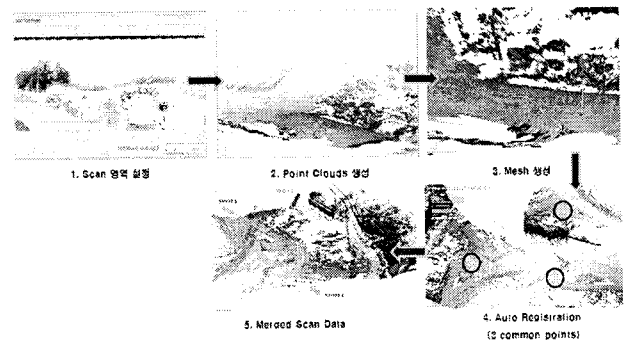 1. Scan 영역 설정
2. Point Clouds 생성
3. Mesh 생성
4. Auto Registration
(3 common points)
5. Merged Scan Data